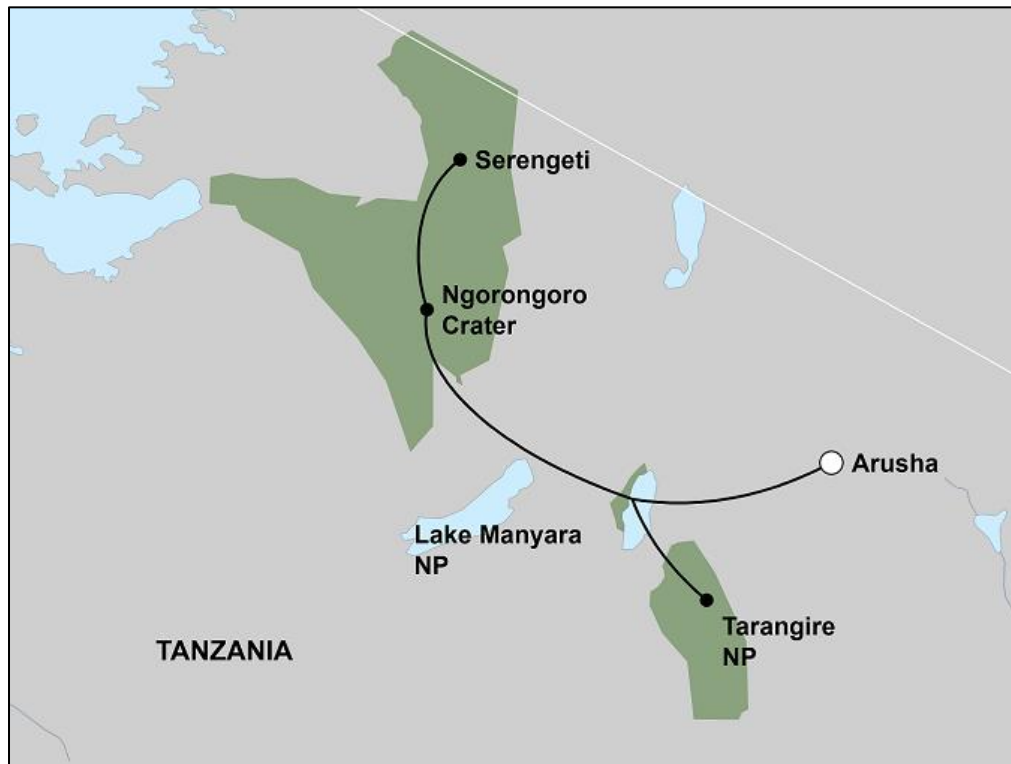 Serengeti
Ngorongoro
Crater
Arusha
Lake Manyara
NP
Tarangire
NP
TANZANIA